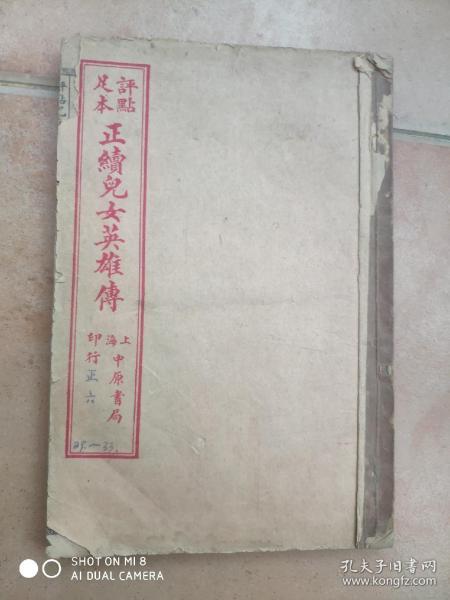 評點
足本
正續兒女英雄傳
上海
中原書局
印行
正六
29.—33.
SHOT ON MI 8
AI DUAL CAMERA
孔夫子旧书网
www.kongfz.com